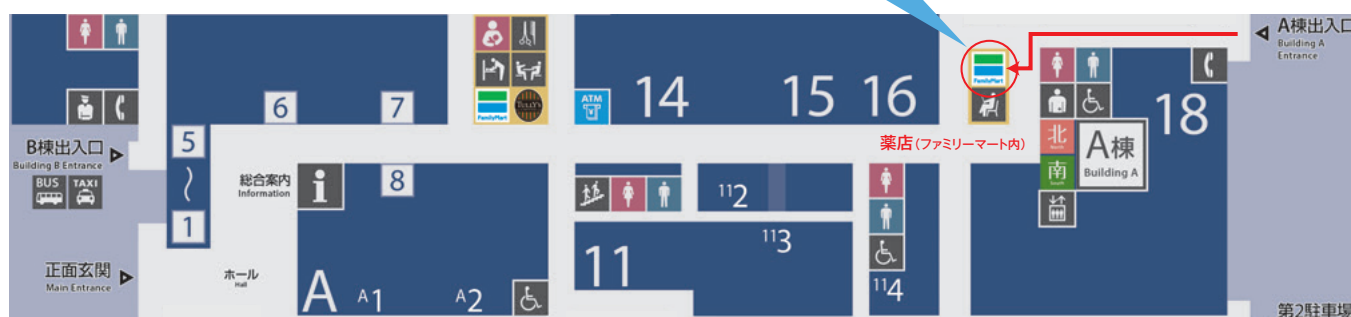 A棟出入口
Building A
Entrance
FamilyMart
ATM
14
15
16
18
6
7
FamilyMart
TULLY'S
薬店(ファミリーマート内)
北
North
南
South
A棟
Building A
B棟出入口
Building B Entrance
BUS
TAXI
5
〜
1
総合案内
Information
i
8
112
113
11
114
正面玄関
Main Entrance
ホール
Hall
A
A1
A2
第2駐車場